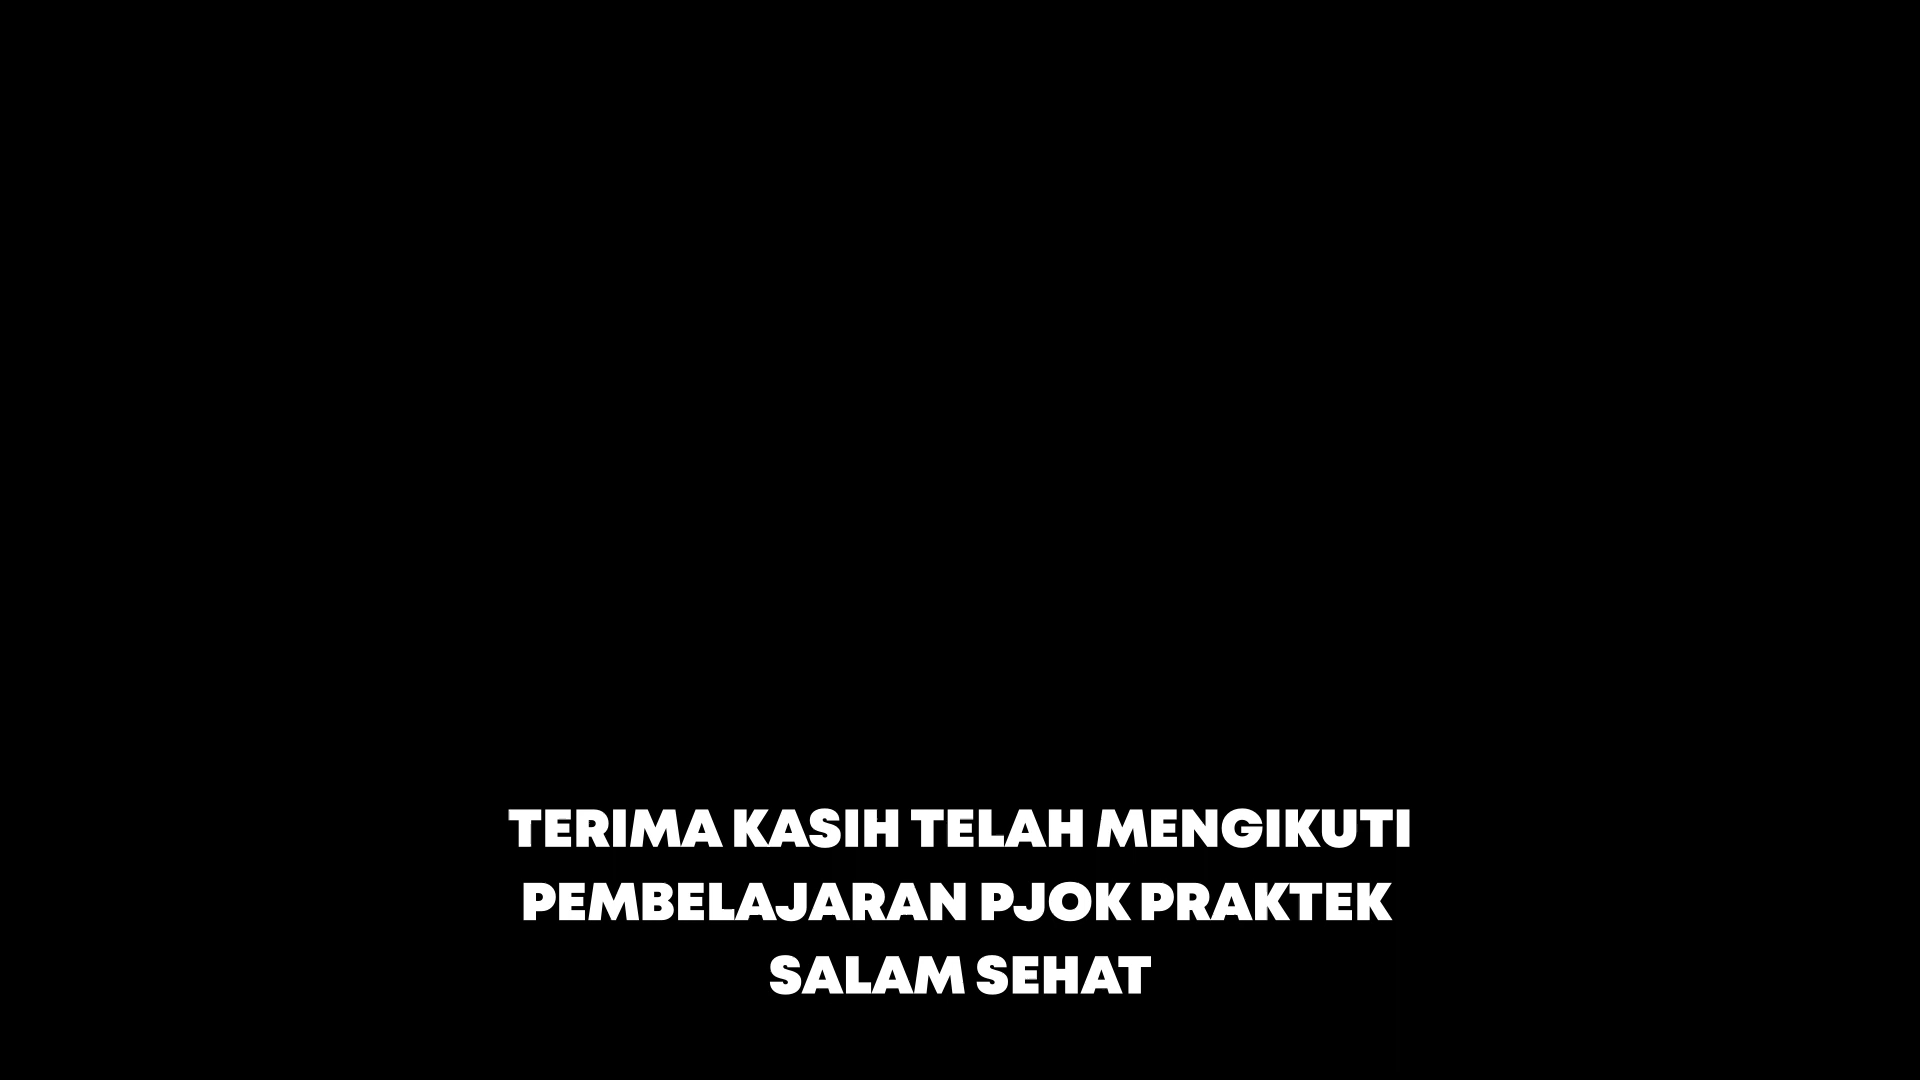 TERIMA KASIH TELAH MENGIKUTI
PEMBELAJARAN PJOK PRAKTEK
SALAM SEHAT